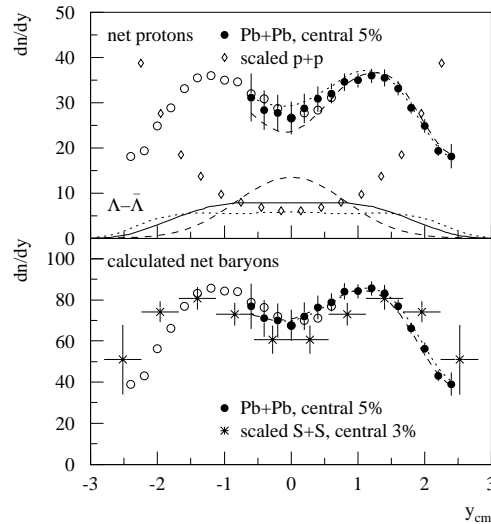 dn/dy
50
net protons
● Pb+Pb, central 5%
◇ scaled p+p
40
30
20
10
Λ–Λ̄
0
dn/dy
calculated net baryons
100
80
60
40
20
0
● Pb+Pb, central 5%
✳ scaled S+S, central 3%
-3 -2 -1 0 1 2 3
y_cm